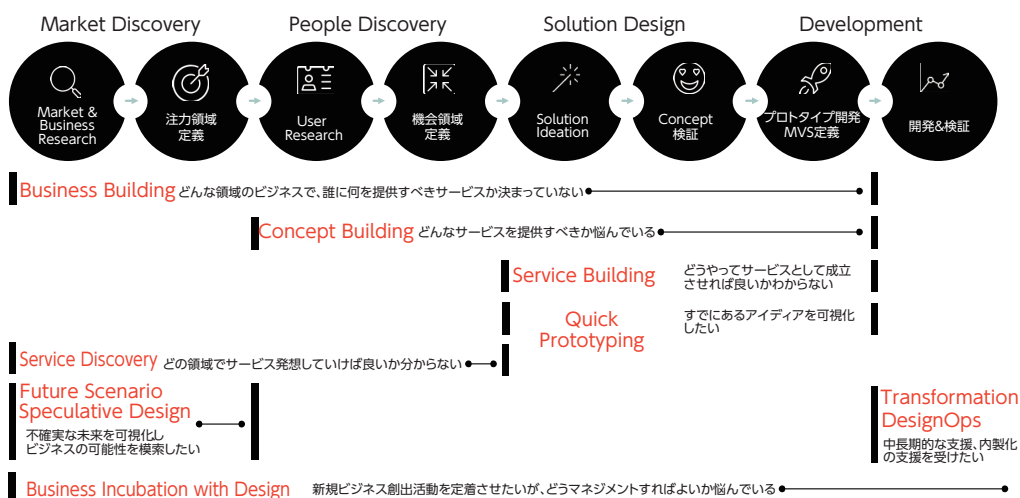 Market Discovery
People Discovery
Solution Design
Development
Market &
Business
Research
注力領域
定義
User
Research
機会領域
定義
Solution
Ideation
Concept
検証
プロトタイプ開発
MVS定義
開発&検証
Business Building どんな領域のビジネスで、誰に何を提供すべきサービスか決まっていない
Concept Building どんなサービスを提供すべきか悩んでいる
Service Building
どうやってサービスとして成立
させれば良いかわからない
Quick
Prototyping
すでにあるアイディアを可視化
したい
Service Discovery どの領域でサービス発想していけば良いか分からない
Future Scenario
Speculative Design
不確実な未来を可視化し
ビジネスの可能性を模索したい
Transformation
DesignOps
中長期的な支援、内製化
の支援を受けたい
Business Incubation with Design 新規ビジネス創出活動を定着させたいが、どうマネジメントすればよいか悩んでいる